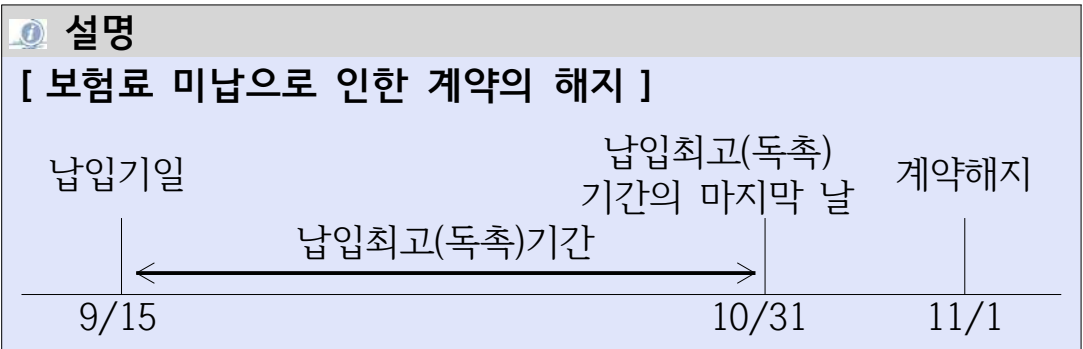 설명
[ 보험료 미납으로 인한 계약의 해지 ]
납입기일
납입최고(독촉)
기간의 마지막 날
계약해지
납입최고(독촉)기간
9/15
10/31
11/1